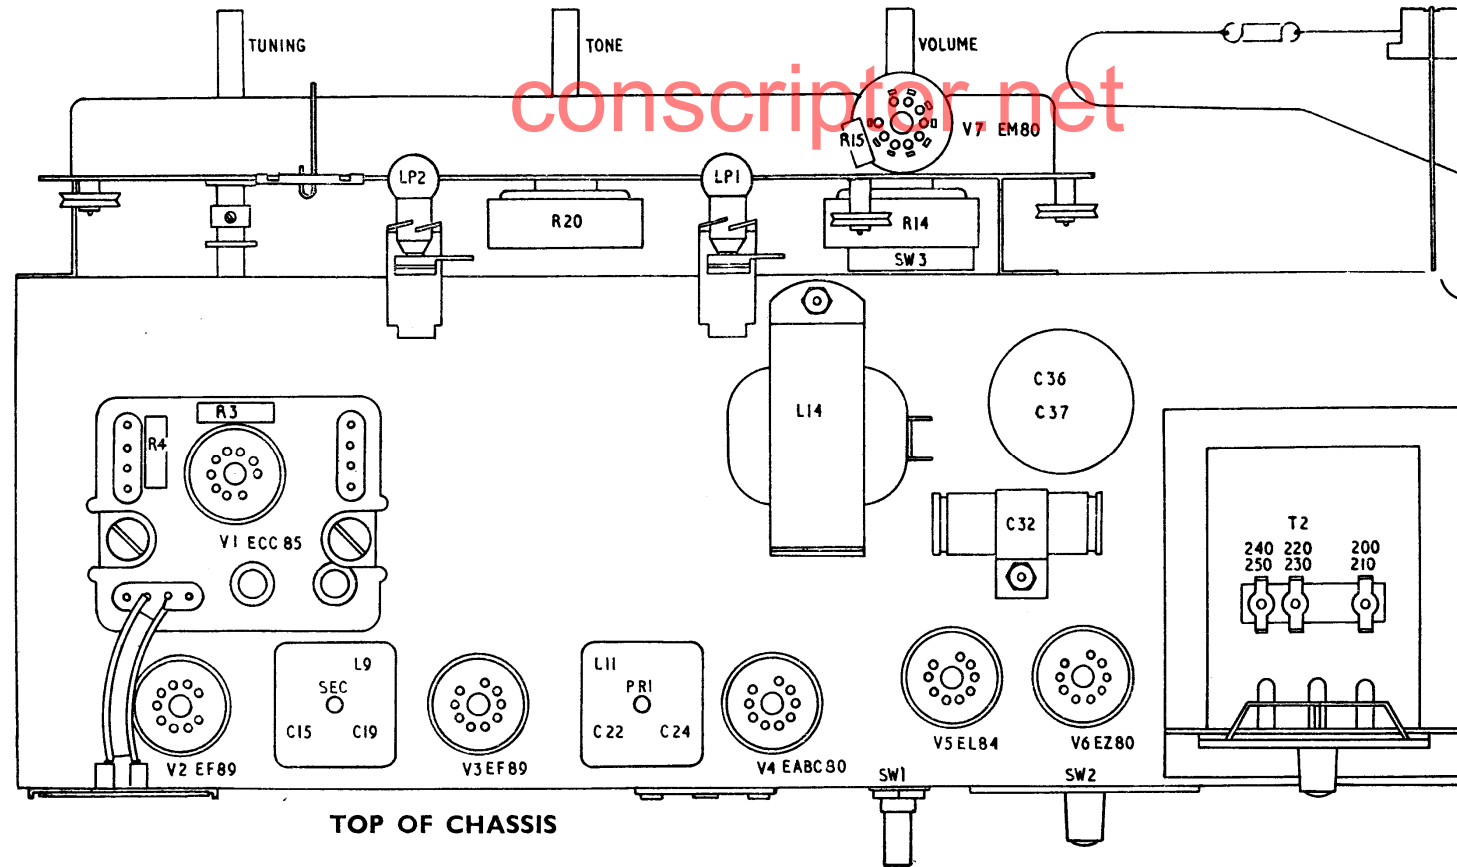 TUNING
TONE
VOLUME
conscriptor.net
R15
V7 EM80
LP2
LP1
R20
R14
SW3
L14
C36
C37
R3
R4
V1 ECC85
C32
T2
240 220 200
250 230 210
L9
SEC
C15 C19
L11
PRI
C22 C24
V2 EF89
V3 EF89
V4 EABC80
V5 EL84
V6 EZ80
SW1
SW2
TOP OF CHASSIS